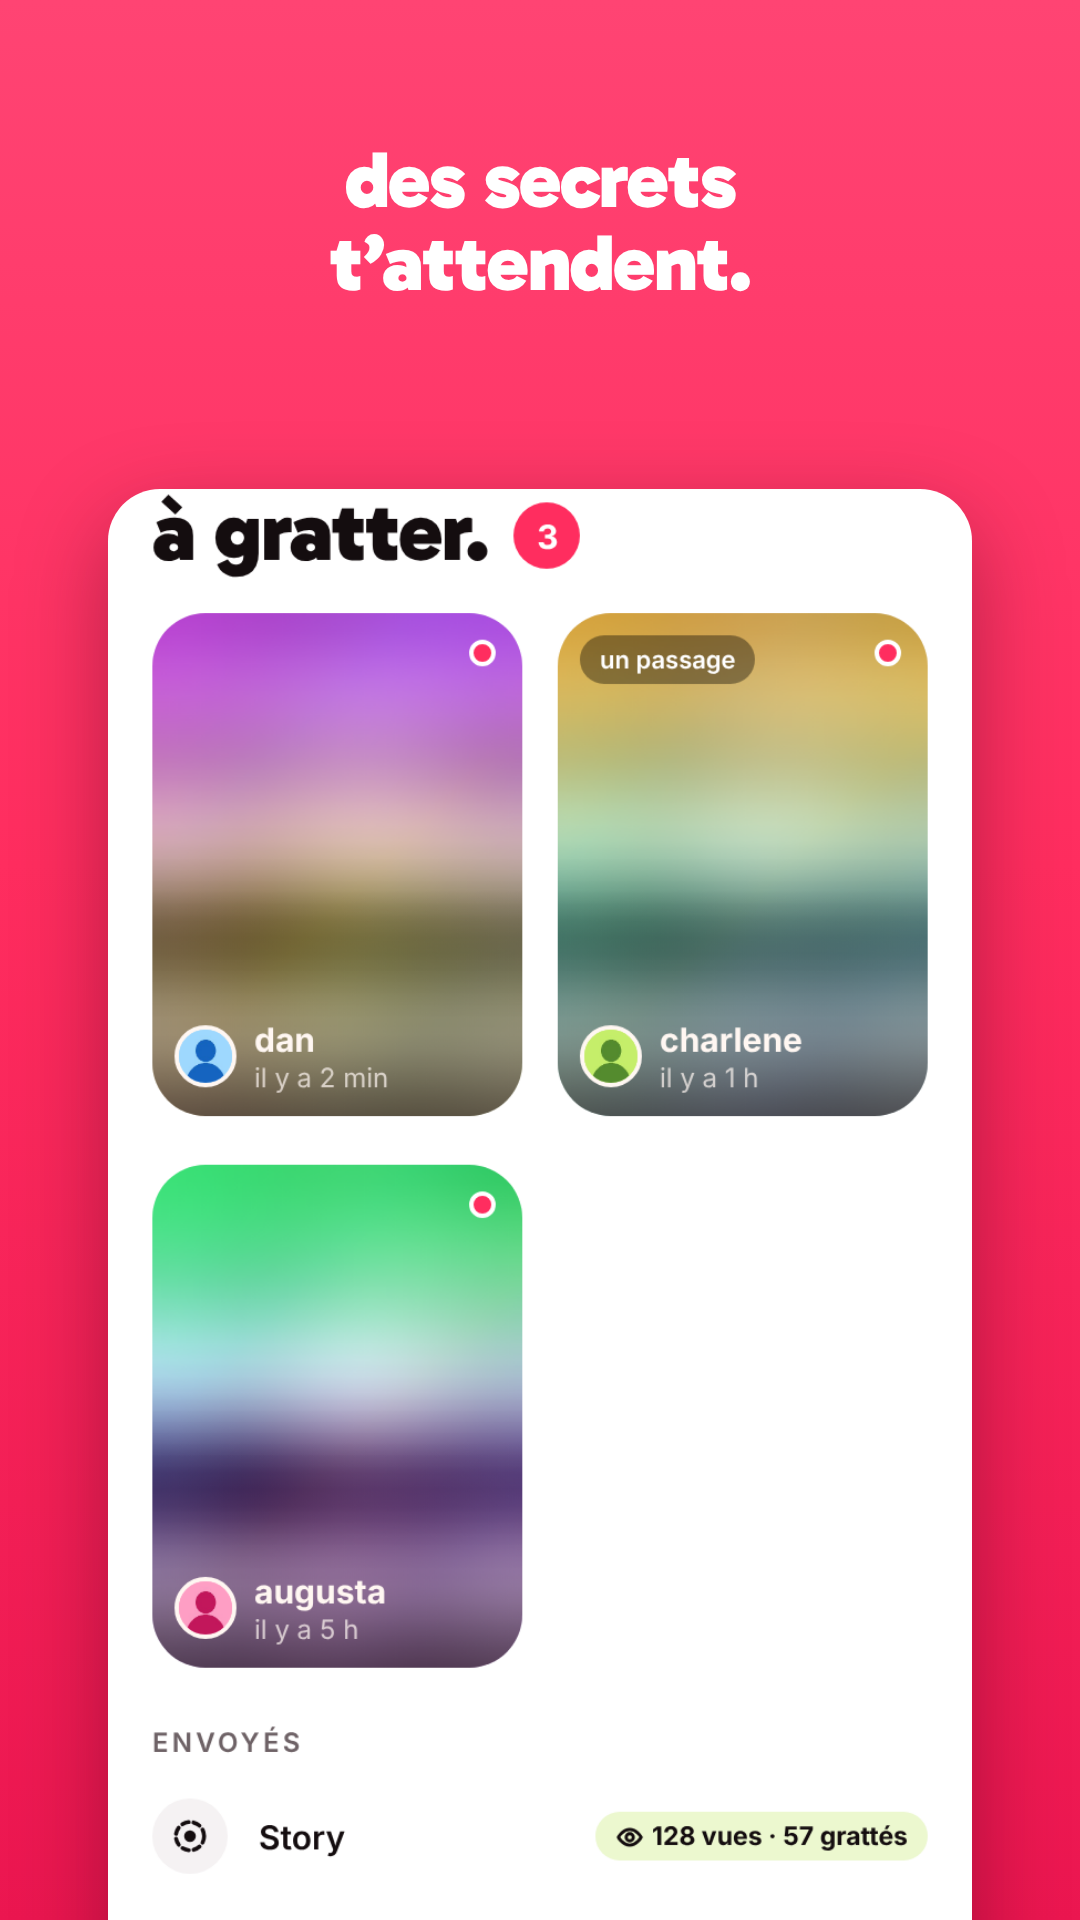 des secrets
t’attendent.
à gratter. 3
un passage
dan
il y a 2 min
charlene
il y a 1 h
augusta
il y a 5 h
ENVOYÉS
Story
128 vues · 57 grattés